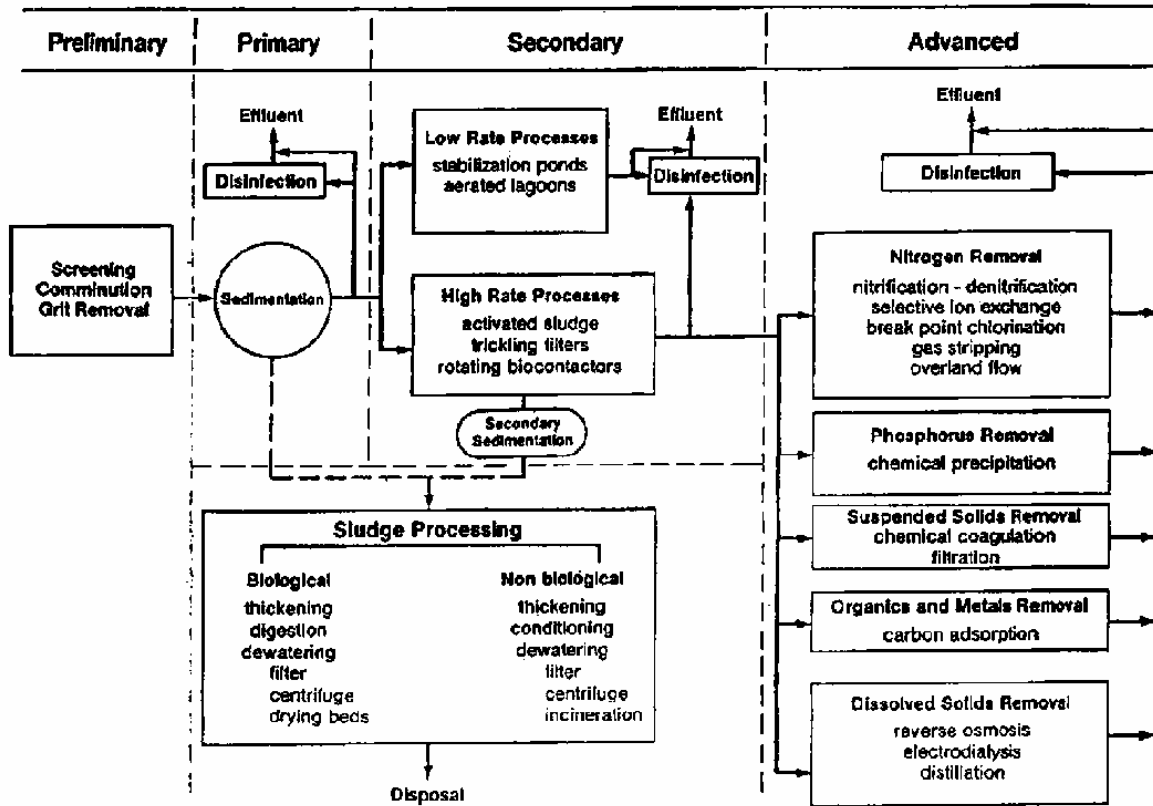 Preliminary
Primary
Secondary
Advanced
Effluent
Disinfection
Low Rate Processes
stabilization ponds
aerated lagoons
Effluent
Disinfection
Effluent
Disinfection
Screening
Comminution
Grit Removal
Sedimentation
High Rate Processes
activated sludge
trickling filters
rotating biocontactors
Secondary
Sedimentation
Nitrogen Removal
nitrification - denitrification
selective ion exchange
break point chlorination
gas stripping
overland flow
Phosphorus Removal
chemical precipitation
Suspended Solids Removal
chemical coagulation
filtration
Organics and Metals Removal
carbon adsorption
Dissolved Solids Removal
reverse osmosis
electrodialysis
distillation
Sludge Processing
Biological
thickening
digestion
dewatering
filter
centrifuge
drying beds
Non biological
thickening
conditioning
dewatering
filter
centrifuge
incineration
Disposal